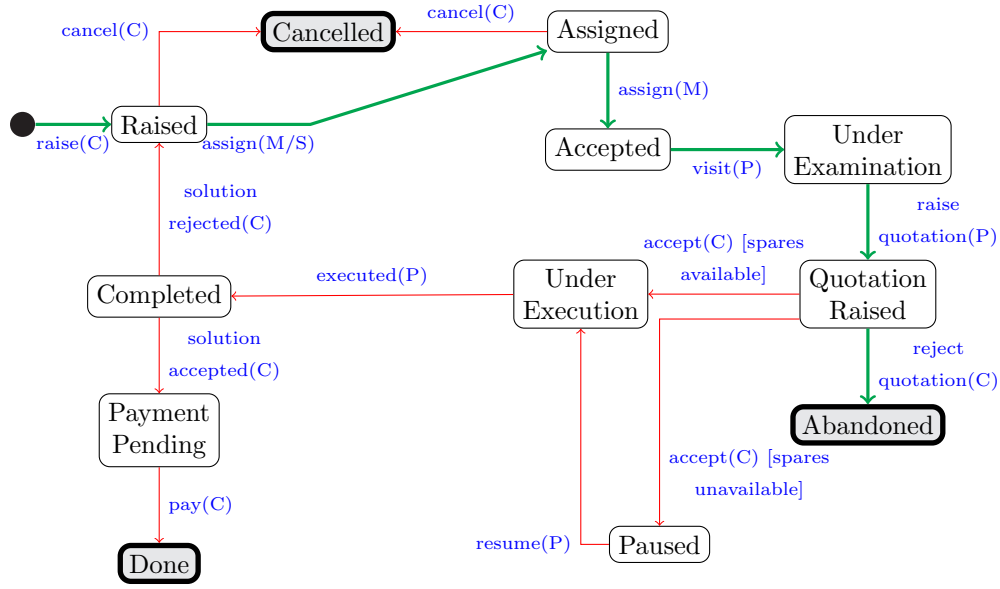 cancel(C)
Cancelled
cancel(C)
Assigned
assign(M)
raise(C)
Raised
assign(M/S)
Accepted
visit(P)
Under
Examination
solution
rejected(C)
raise
quotation(P)
accept(C) [spares
available]
executed(P)
Completed
Under
Execution
Quotation
Raised
solution
accepted(C)
reject
quotation(C)
Payment
Pending
Abandoned
accept(C) [spares
unavailable]
pay(C)
resume(P)
Paused
Done